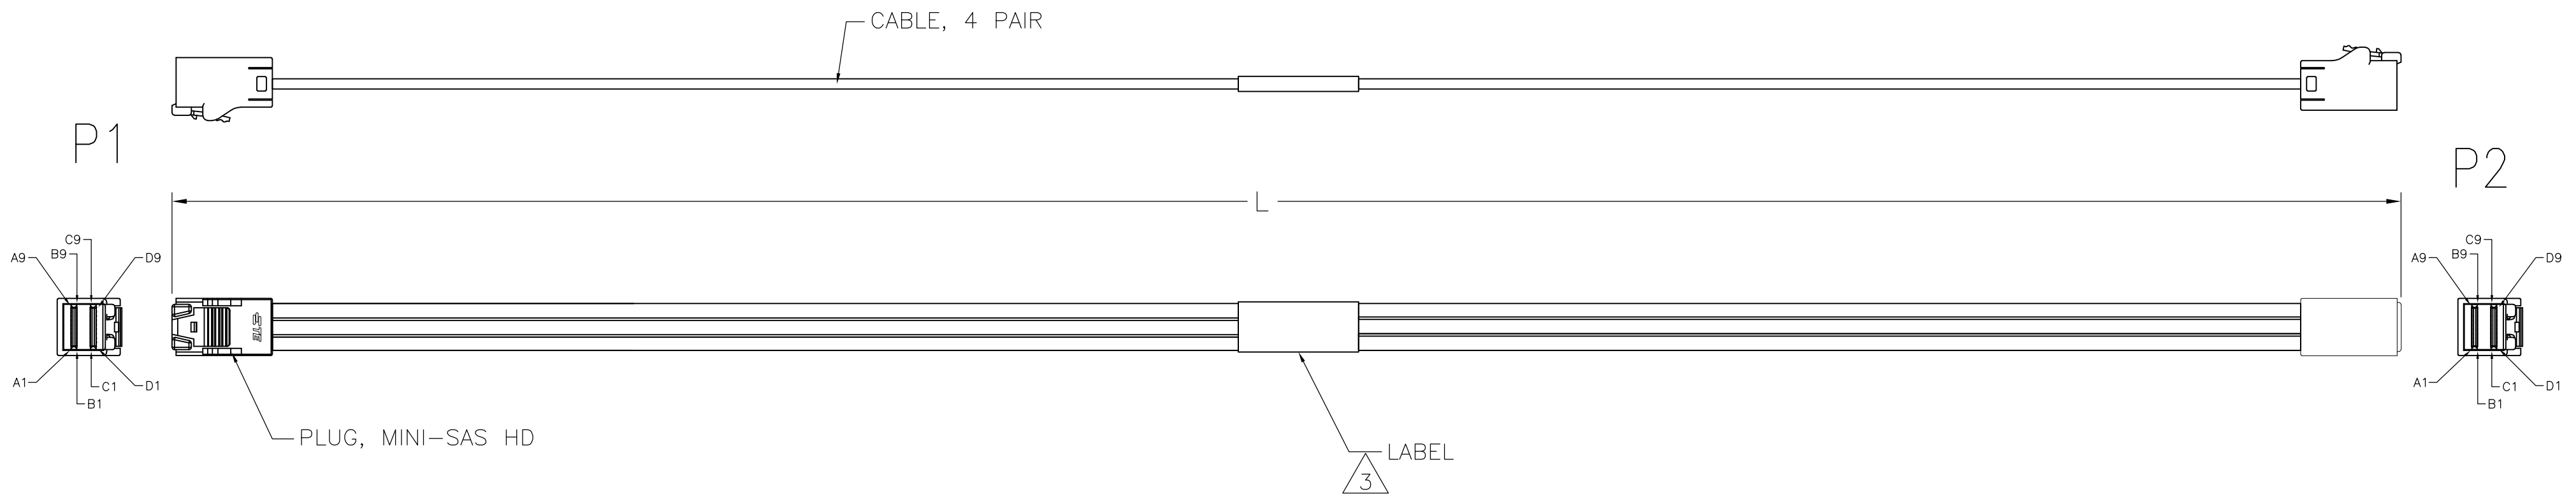 CABLE, 4 PAIR
P1
P2
L
C9
B9
A9
D9
A1
C1
D1
B1
TE
C9
B9
A9
D9
A1
C1
D1
B1
PLUG, MINI-SAS HD
LABEL
3